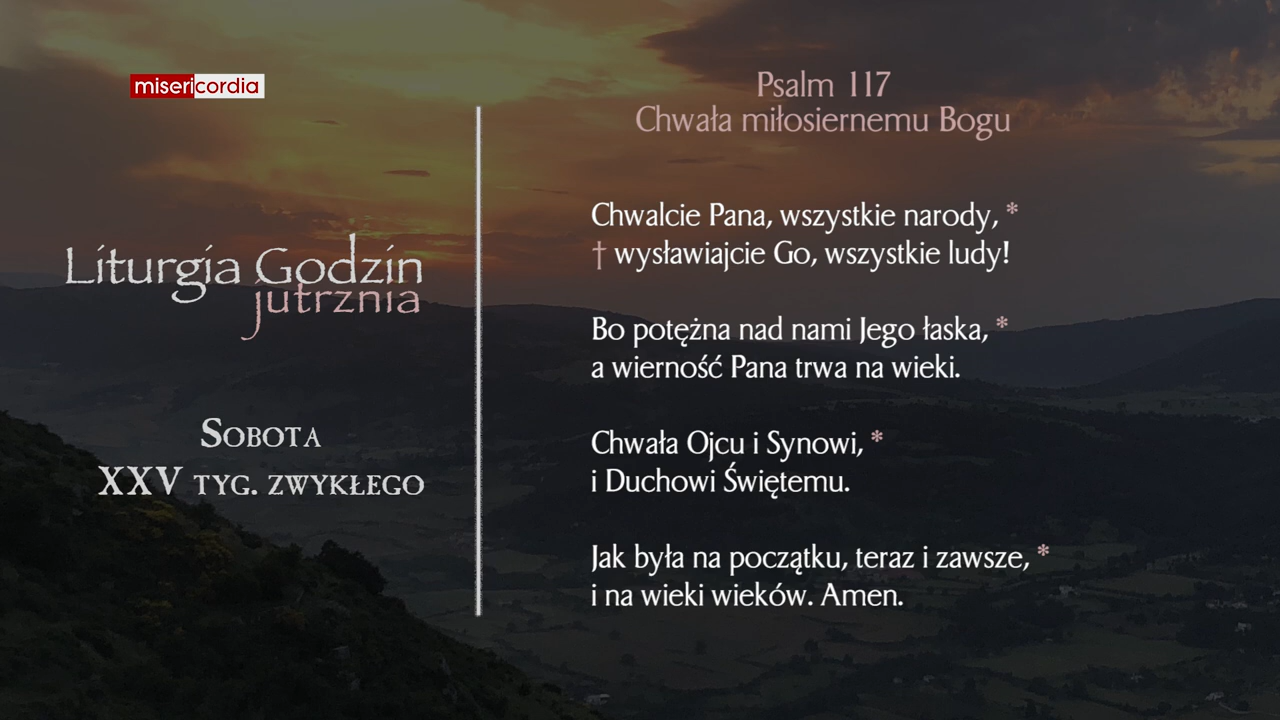 misericordia
Liturgia Godzin
jutrznia
Sobota
XXV tyg. zwykłego
Psalm 117
Chwała miłosiernemu Bogu
Chwalcie Pana, wszystkie narody, *
† wysławiajcie Go, wszystkie ludy!
Bo potężna nad nami Jego łaska, *
a wierność Pana trwa na wieki.
Chwała Ojcu i Synowi, *
i Duchowi Świętemu.
Jak była na początku, teraz i zawsze, *
i na wieki wieków. Amen.